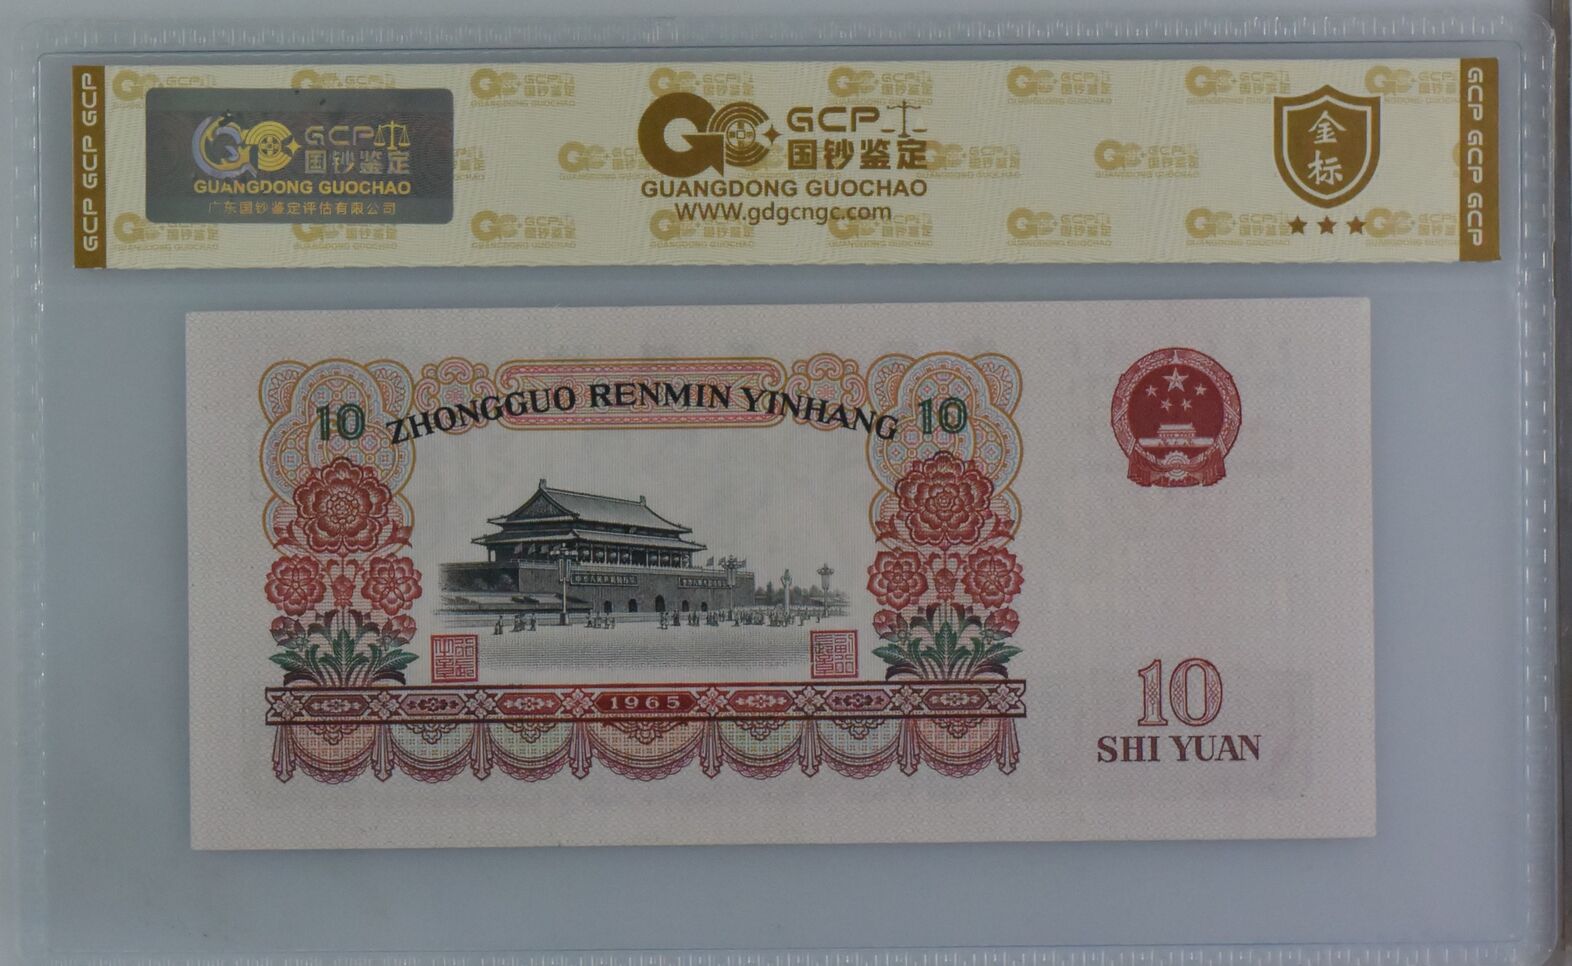 GCP GCP GCP
GCP
国钞鉴定
GUANGDONG GUOCHAO
广东国钞鉴定评估有限公司
GCP
国钞鉴定
GUANGDONG GUOCHAO
WWW.gdgcngc.com
金标
GCP GCP GCP
10 ZHONGGUO RENMIN YINHANG 10
1965
10
SHI YUAN